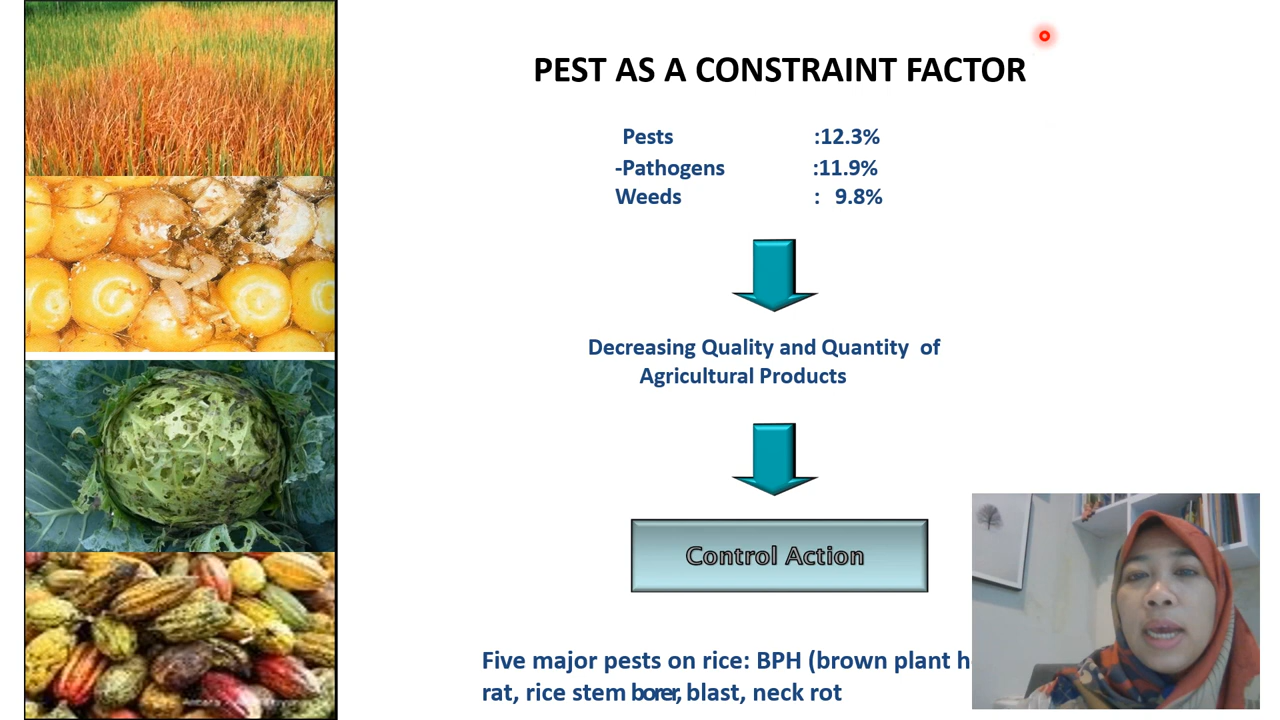 PEST AS A CONSTRAINT FACTOR
Pests :12.3%
-Pathogens :11.9%
Weeds : 9.8%
Decreasing Quality and Quantity of
Agricultural Products
Control Action
Five major pests on rice: BPH (brown plant h
rat, rice stem borer, blast, neck rot